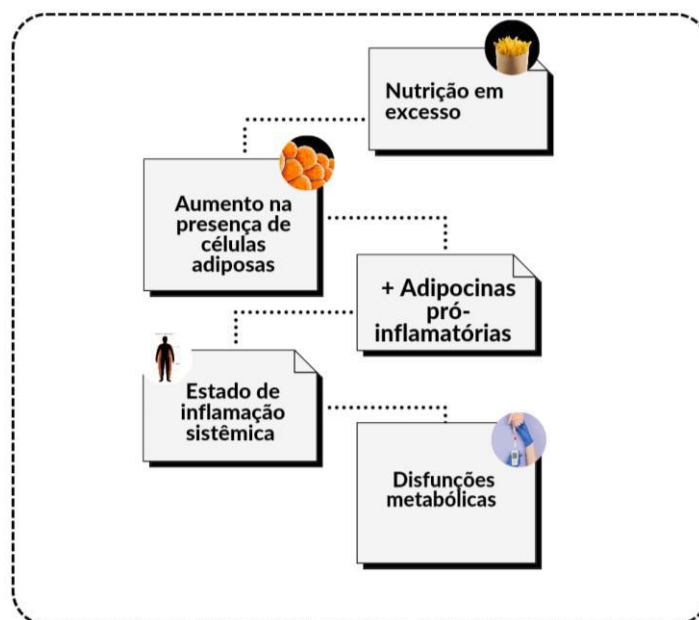 Nutrição em
excesso
Aumento na
presença de
células
adiposas
+ Adipocinas
pró-
inflamatórias
Estado de
inflamação
sistêmica
Disfunções
metabólicas